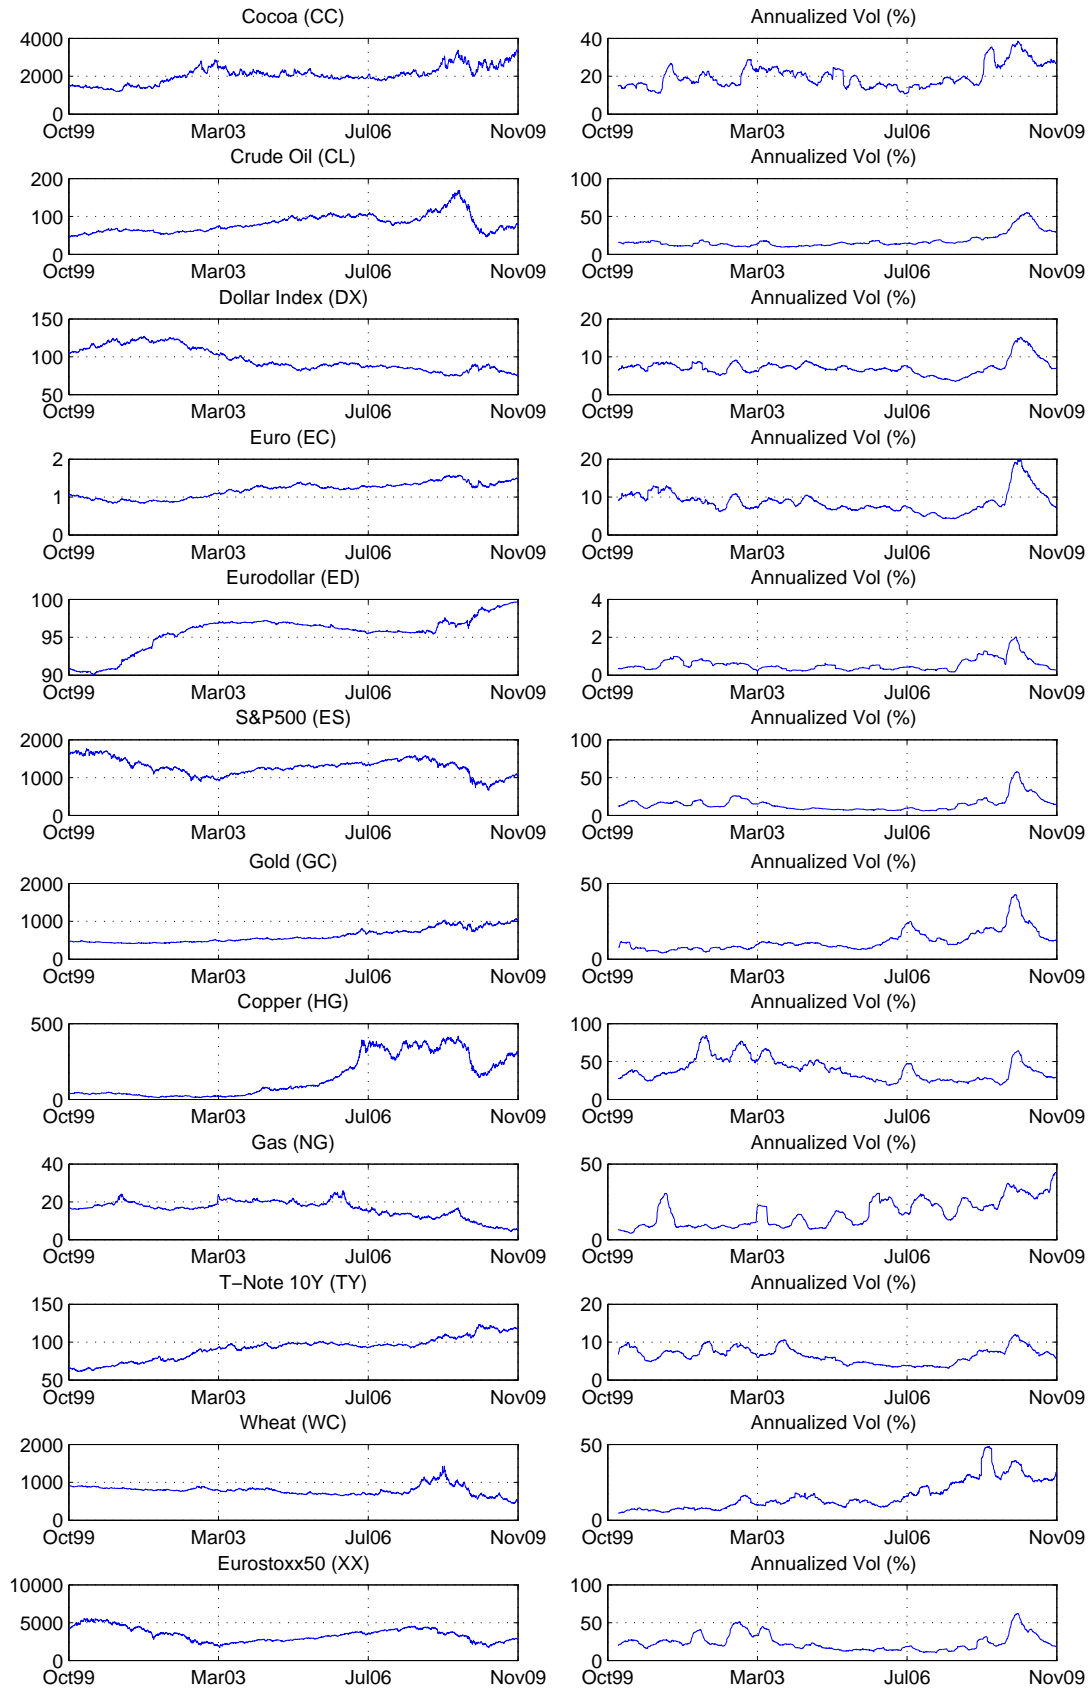 Cocoa (CC) Annualized Vol (%)
4000 40
2000 20
0 0
Oct99 Mar03 Jul06 Nov09 Oct99 Mar03 Jul06 Nov09
Crude Oil (CL) Annualized Vol (%)
200 100
100 50
0 0
Oct99 Mar03 Jul06 Nov09 Oct99 Mar03 Jul06 Nov09
Dollar Index (DX) Annualized Vol (%)
150 20
100 10
50 0
Oct99 Mar03 Jul06 Nov09 Oct99 Mar03 Jul06 Nov09
Euro (EC) Annualized Vol (%)
2 20
1 10
0 0
Oct99 Mar03 Jul06 Nov09 Oct99 Mar03 Jul06 Nov09
Eurodollar (ED) Annualized Vol (%)
100 4
95 2
90 0
Oct99 Mar03 Jul06 Nov09 Oct99 Mar03 Jul06 Nov09
S&P500 (ES) Annualized Vol (%)
2000 100
1000 50
0 0
Oct99 Mar03 Jul06 Nov09 Oct99 Mar03 Jul06 Nov09
Gold (GC) Annualized Vol (%)
2000 50
1000
0 0
Oct99 Mar03 Jul06 Nov09 Oct99 Mar03 Jul06 Nov09
Copper (HG) Annualized Vol (%)
500 100
50
0 0
Oct99 Mar03 Jul06 Nov09 Oct99 Mar03 Jul06 Nov09
Gas (NG) Annualized Vol (%)
40 50
20
0 0
Oct99 Mar03 Jul06 Nov09 Oct99 Mar03 Jul06 Nov09
T−Note 10Y (TY) Annualized Vol (%)
150 20
100 10
50 0
Oct99 Mar03 Jul06 Nov09 Oct99 Mar03 Jul06 Nov09
Wheat (WC) Annualized Vol (%)
2000 50
1000
0 0
Oct99 Mar03 Jul06 Nov09 Oct99 Mar03 Jul06 Nov09
Eurostoxx50 (XX) Annualized Vol (%)
10000 100
5000 50
0 0
Oct99 Mar03 Jul06 Nov09 Oct99 Mar03 Jul06 Nov09